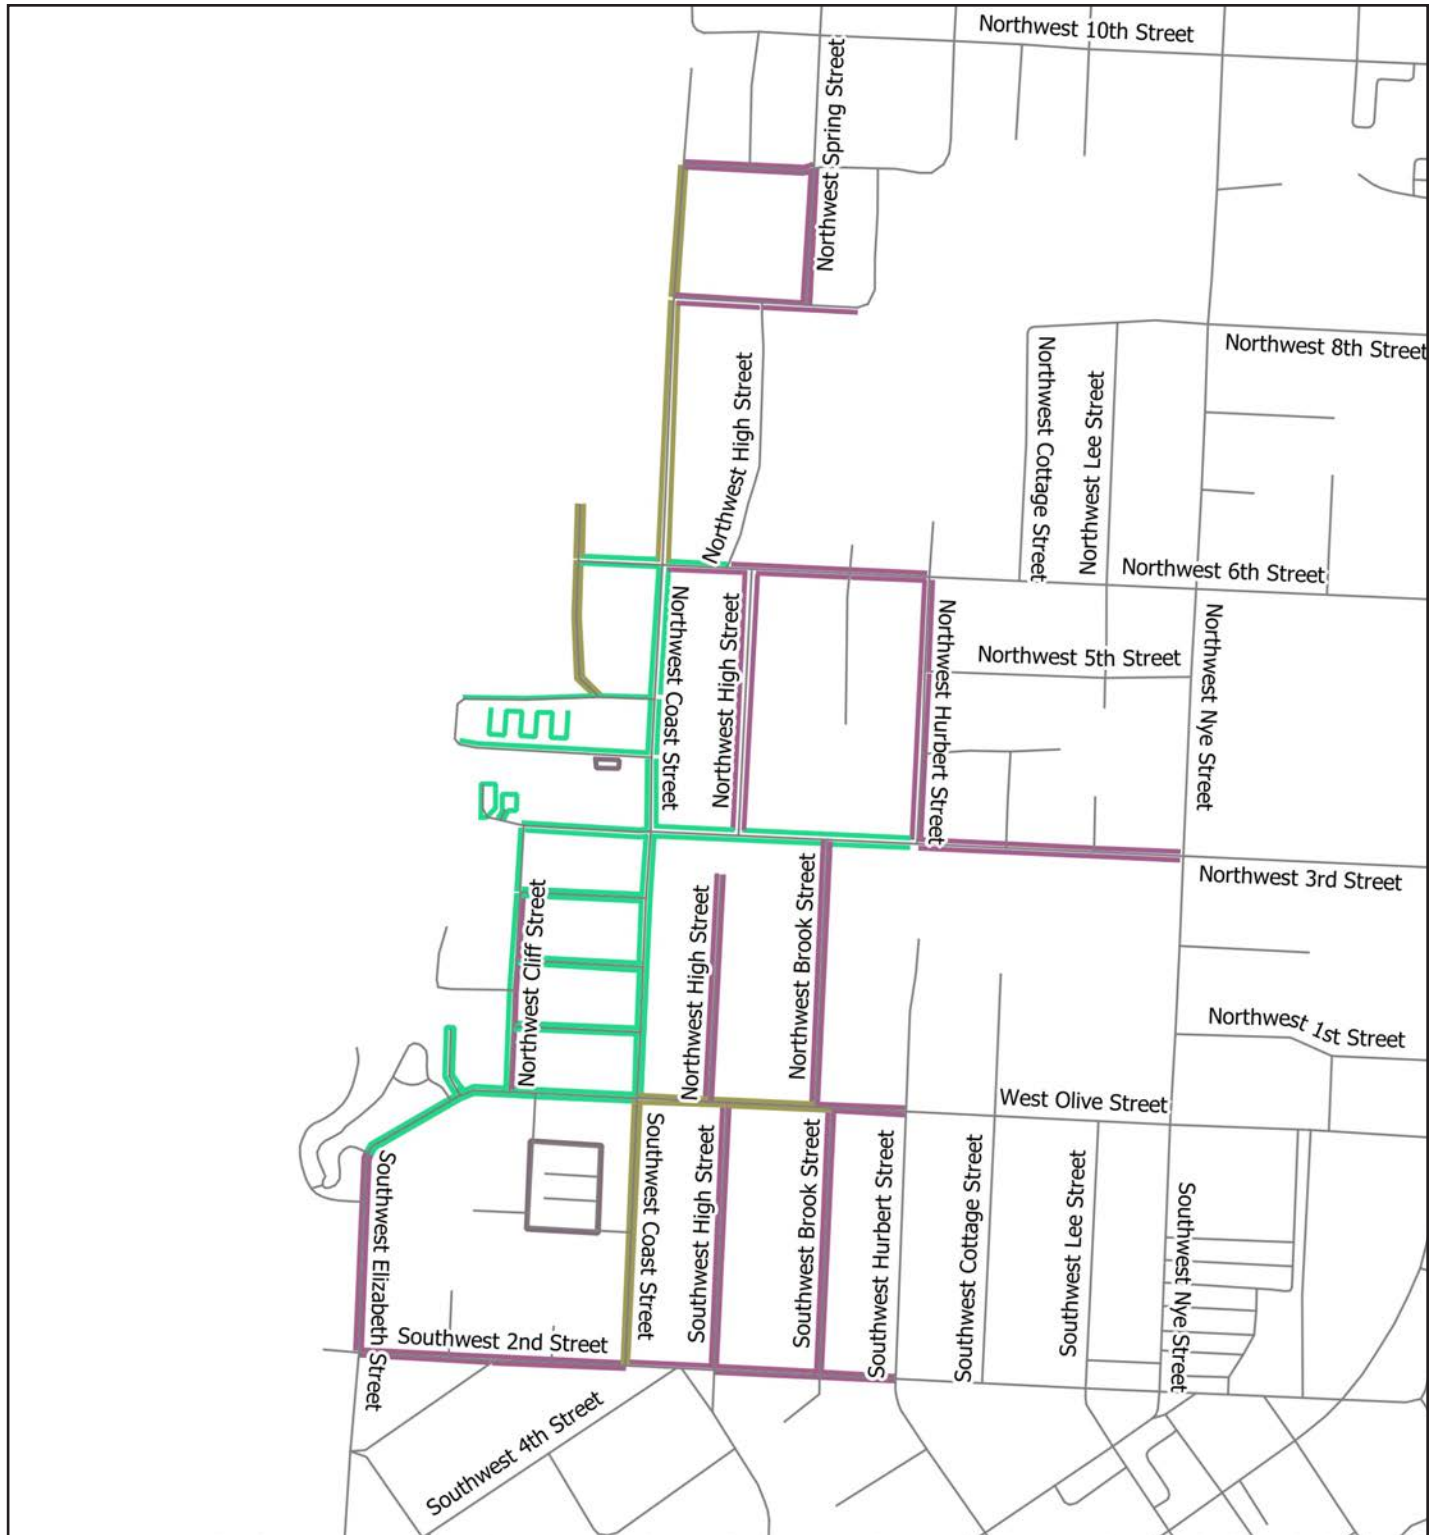 Northwest 10th Street
Northwest Spring Street
Northwest 8th Street
Northwest High Street
Northwest Cottage Street
Northwest Lee Street
Northwest 6th Street
Northwest Coast Street
Northwest High Street
Northwest Hurbert Street
Northwest 5th Street
Northwest Nye Street
Northwest 3rd Street
Northwest Cliff Street
Northwest High Street
Northwest Brook Street
Northwest 1st Street
West Olive Street
Southwest Elizabeth Street
Southwest Coast Street
Southwest High Street
Southwest Brook Street
Southwest Hurbert Street
Southwest Cottage Street
Southwest Lee Street
Southwest Nye Street
Southwest 2nd Street
Southwest 4th Street